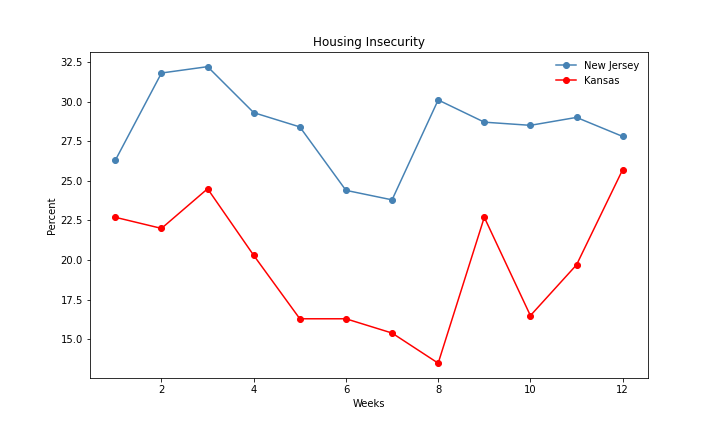 Housing Insecurity
New Jersey
Kansas
32.5
30.0
27.5
25.0
22.5
20.0
17.5
15.0
Percent
2 4 6 8 10 12
Weeks